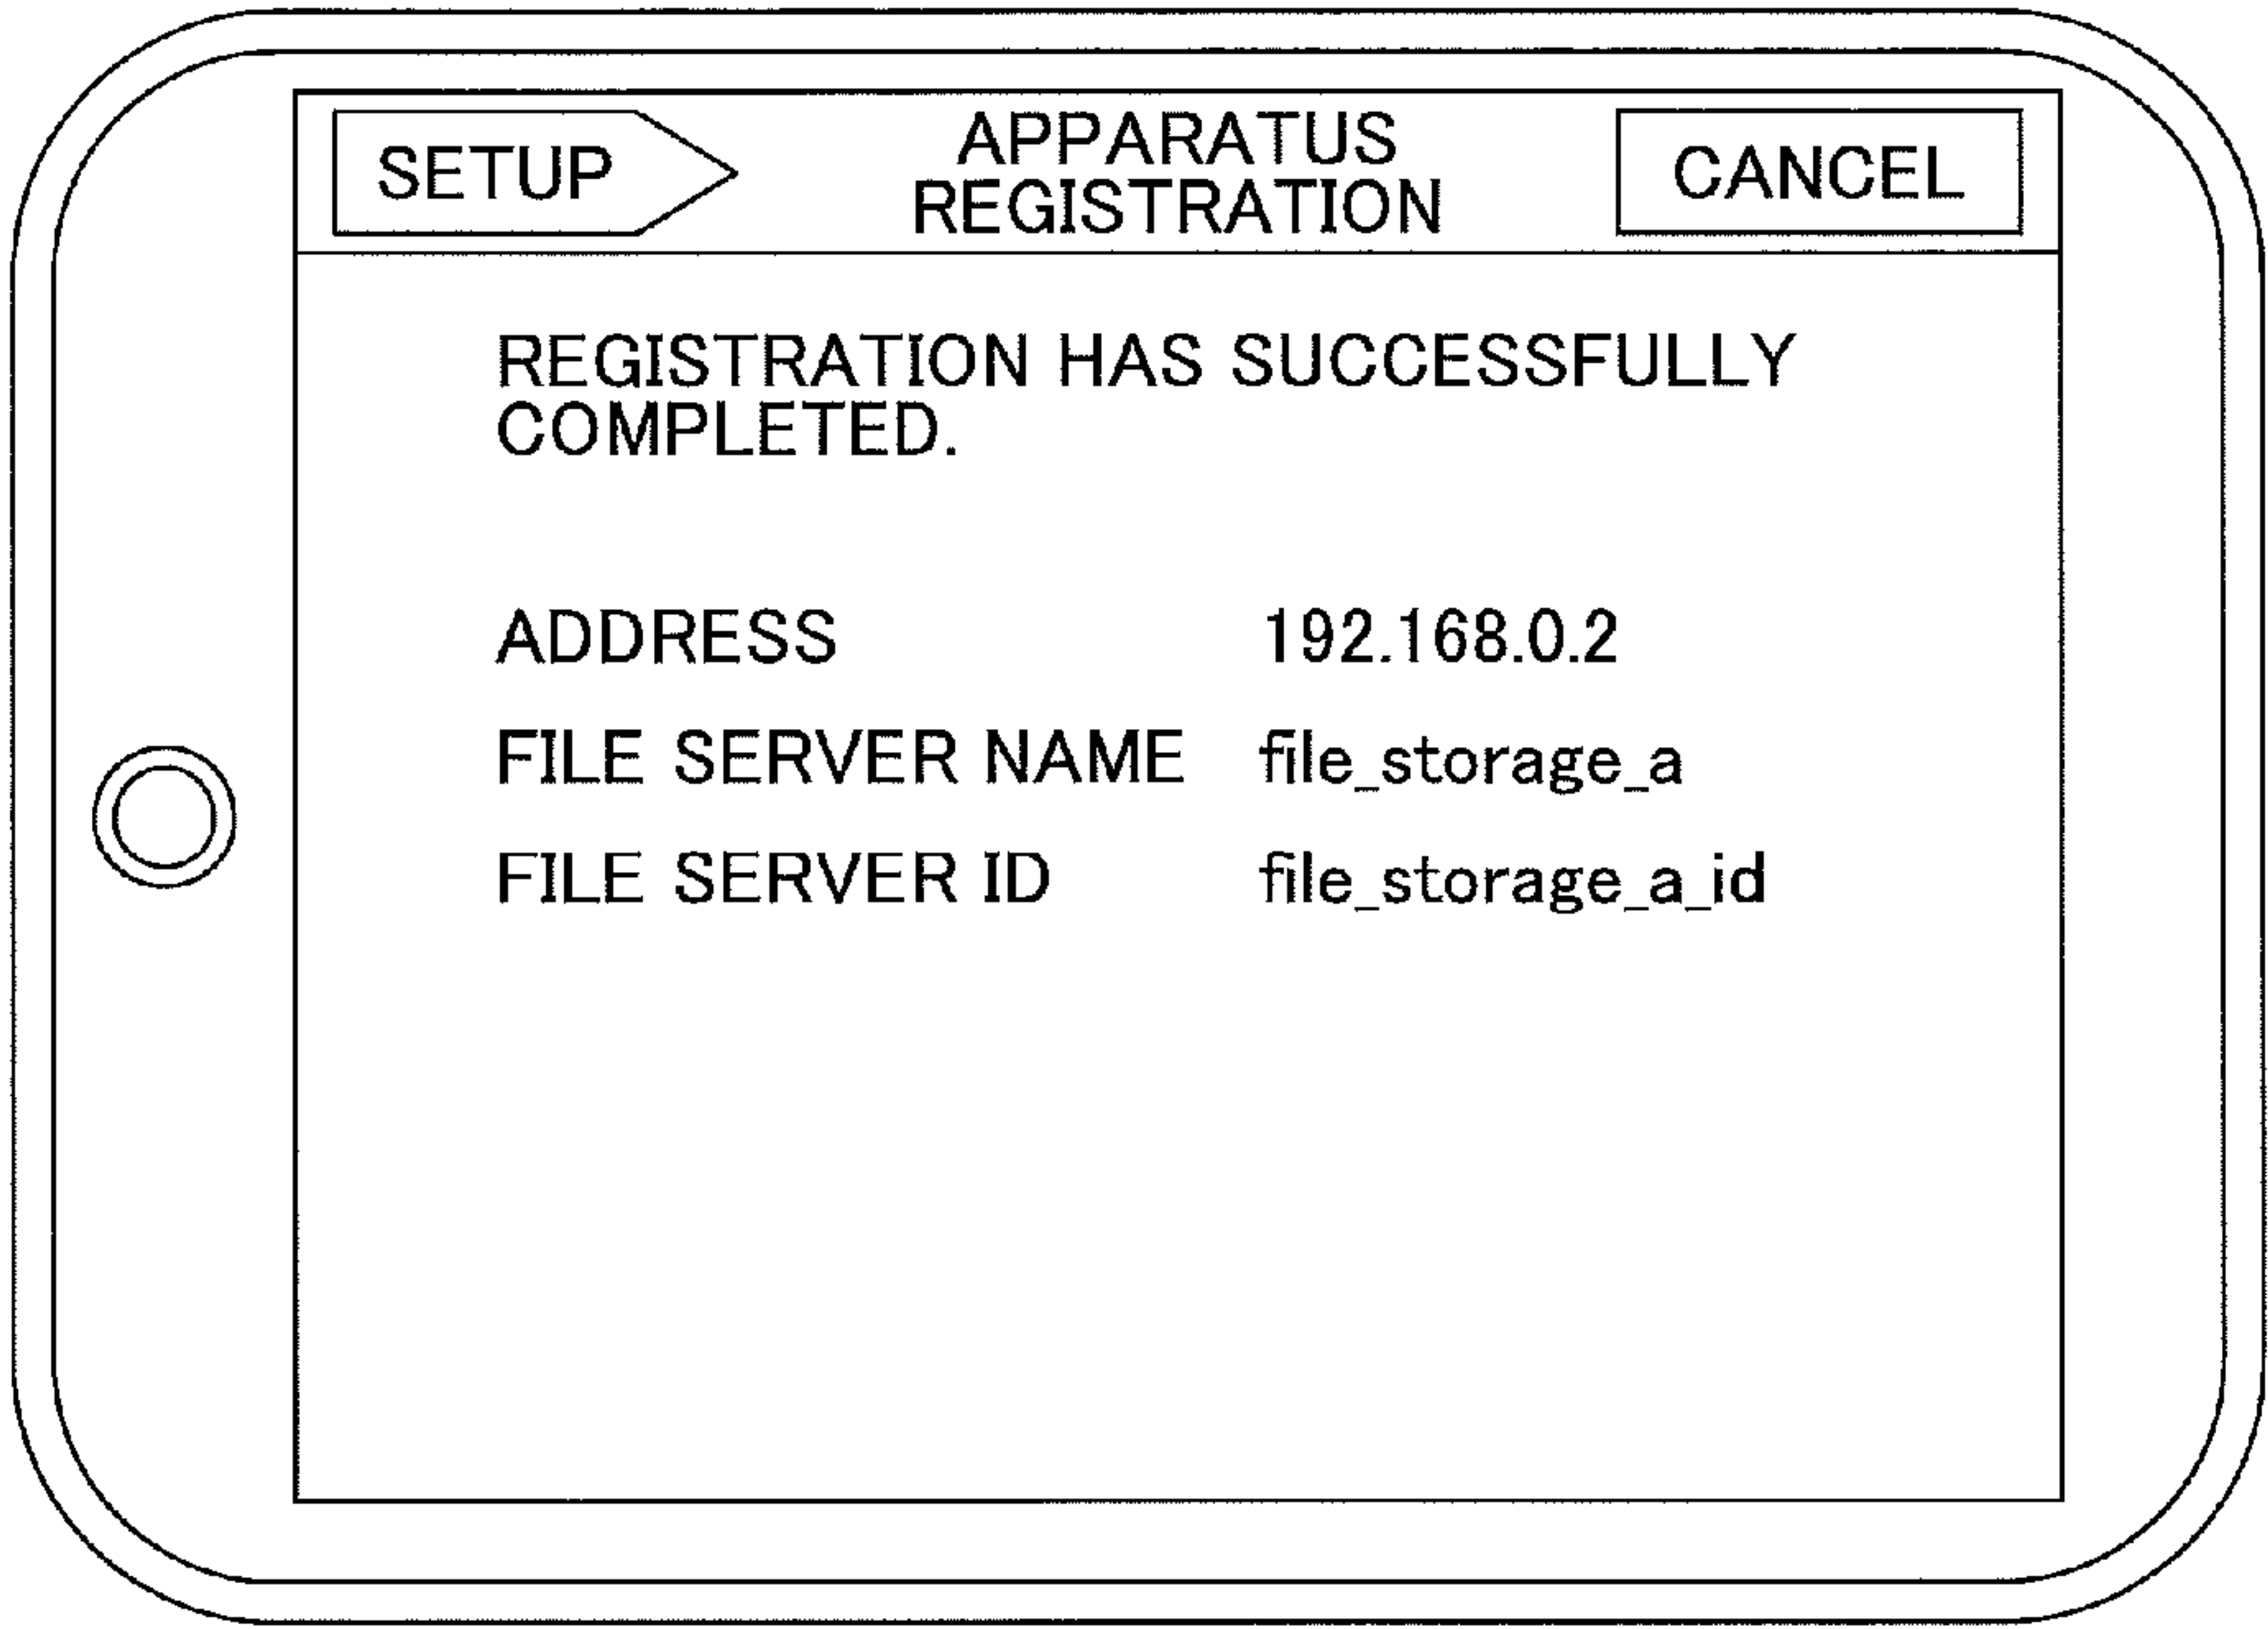 SETUP
APPARATUS
REGISTRATION
CANCEL
REGISTRATION HAS SUCCESSFULLY
COMPLETED.
ADDRESS 192.168.0.2
FILE SERVER NAME file_storage_a
FILE SERVER ID file_storage_a_id